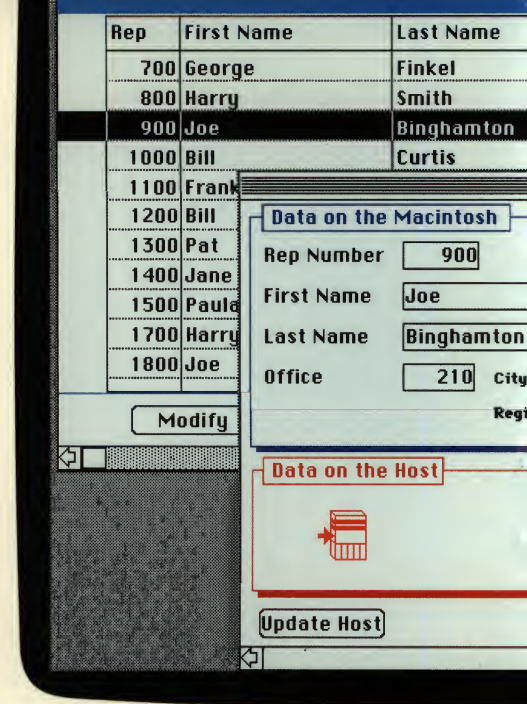 Rep First Name Last Name
700 George Finkel
800 Harry Smith
900 Joe Binghamton
1000 Bill Curtis
1100 Frank
1200 Bill
1300 Pat
1400 Jane
1500 Paula
1700 Harry
1800 Joe
Modify
Data on the Macintosh
Rep Number 900
First Name Joe
Last Name Binghamton
Office 210 City
Regi
Data on the Host
Update Host